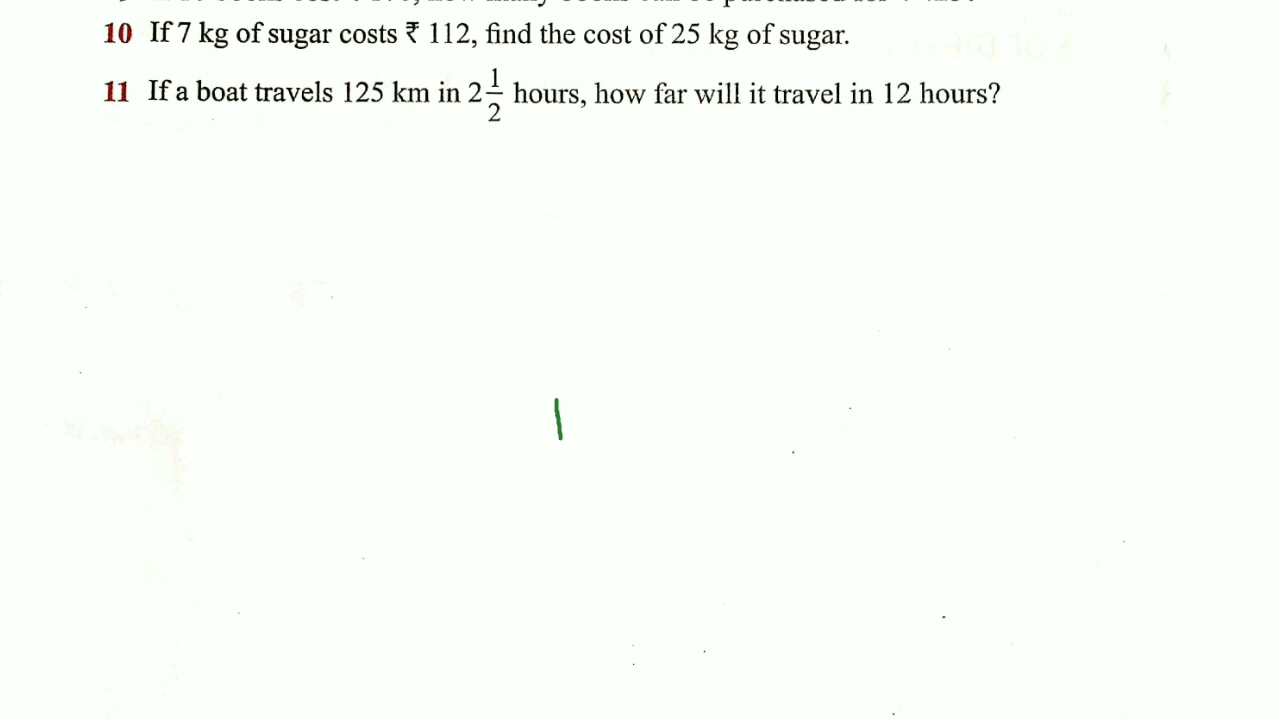 10 If 7 kg of sugar costs ₹ 112, find the cost of 25 kg of sugar.
11 If a boat travels 125 km in 2 1/2 hours, how far will it travel in 12 hours?